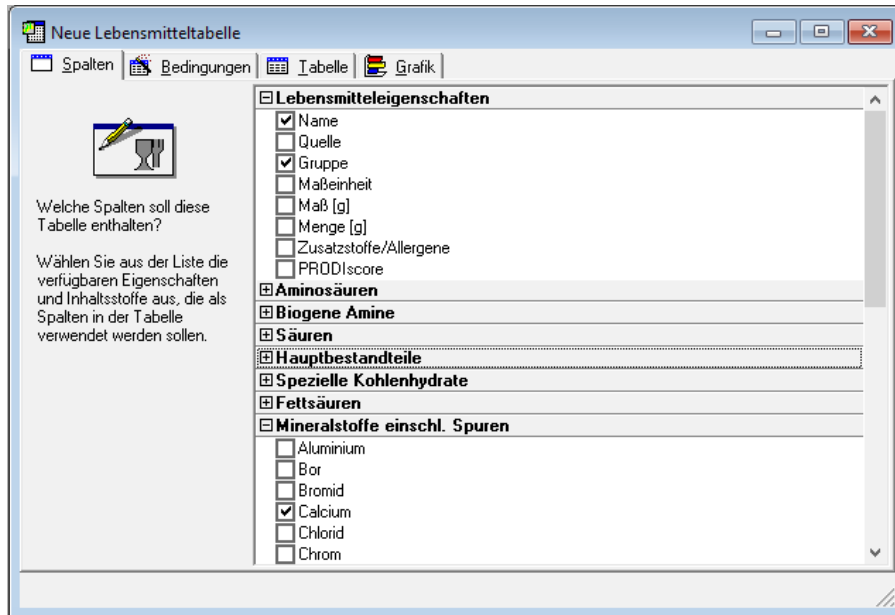 Neue Lebensmitteltabelle
Spalten
Bedingungen
Tabelle
Grafik
Welche Spalten soll diese
Tabelle enthalten?
Wählen Sie aus der Liste die
verfügbaren Eigenschaften
und Inhaltsstoffe aus, die als
Spalten in der Tabelle
verwendet werden sollen.
Lebensmitteleigenschaften
Name
Quelle
Gruppe
Maßeinheit
Maß [g]
Menge [g]
Zusatzstoffe/Allergene
PRODIscore
Aminosäuren
Biogene Amine
Säuren
Hauptbestandteile
Spezielle Kohlenhydrate
Fettsäuren
Mineralstoffe einschl. Spuren
Aluminium
Bor
Bromid
Calcium
Chlorid
Chrom